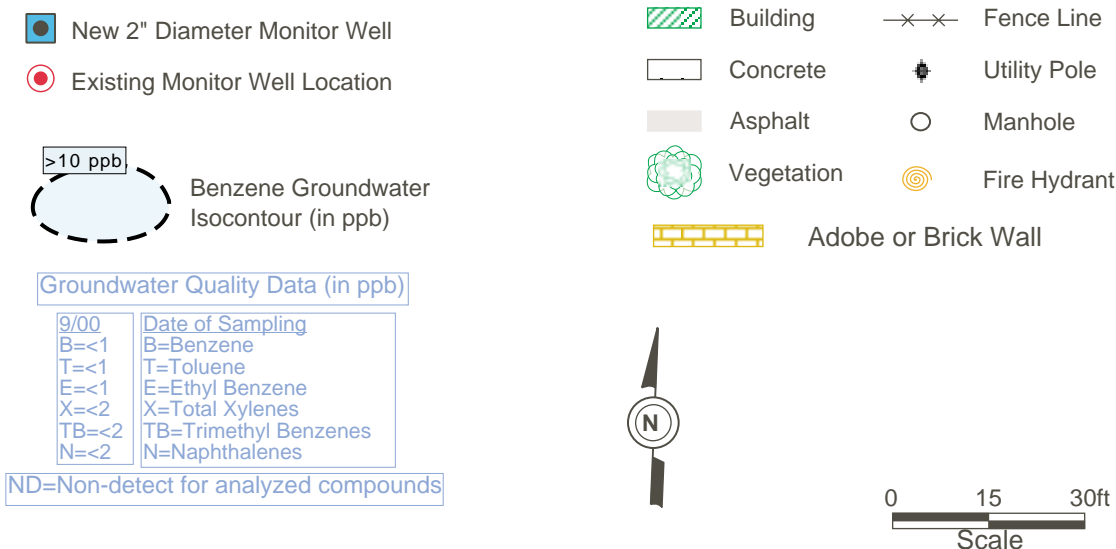 New 2" Diameter Monitor Well
Existing Monitor Well Location
>10 ppb
Benzene Groundwater
Isocontour (in ppb)
Groundwater Quality Data (in ppb)
9/00 Date of Sampling
B=<1 B=Benzene
T=<1 T=Toluene
E=<1 E=Ethyl Benzene
X=<2 X=Total Xylenes
TB=<2 TB=Trimethyl Benzenes
N=<2 N=Naphthalenes
ND=Non-detect for analyzed compounds
Building
Fence Line
Concrete
Utility Pole
Asphalt
Manhole
Vegetation
Fire Hydrant
Adobe or Brick Wall
N
0 15 30ft
Scale